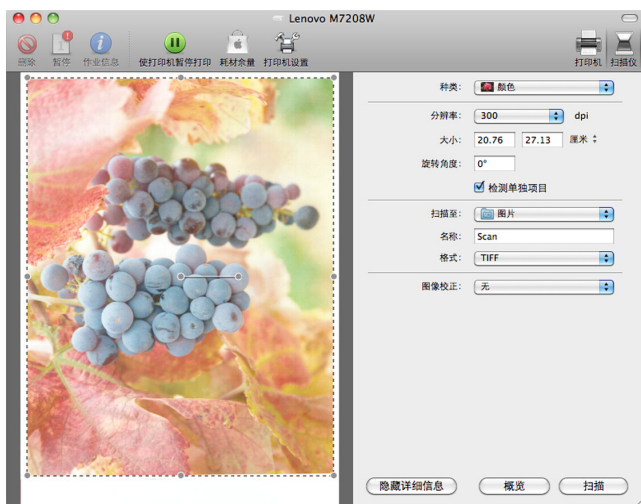 Lenovo M7208W
删除 暂停 作业信息 使打印机暂停打印 耗材余量 打印机设置 打印机 扫描仪
种类: 颜色
分辨率: 300 dpi
大小: 20.76 27.13 厘米
旋转角度: 0°
检测单独项目
扫描至: 图片
名称: Scan
格式: TIFF
图像校正: 无
隐藏详细信息 概览 扫描